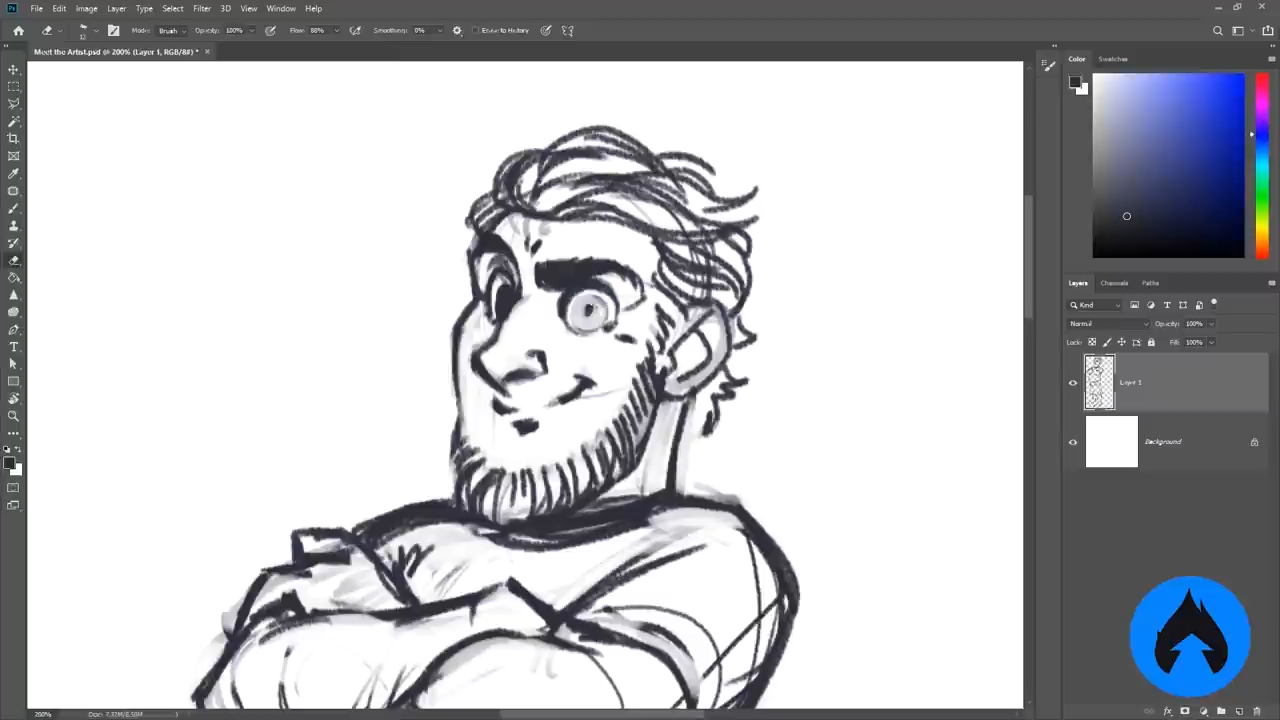 File Edit Image Layer Type Select Filter 3D View Window Help
Mode: Brush Opacity: 100% Flow: 88% Smoothing: 0% Erase to History
Meet the Artist.psd @ 200% (Layer 1, RGB/8#) *
Color Swatches
Layers Channels Paths
Kind
Normal Opacity: 100%
Lock: Fill: 100%
Layer 1
Background
200%
fx